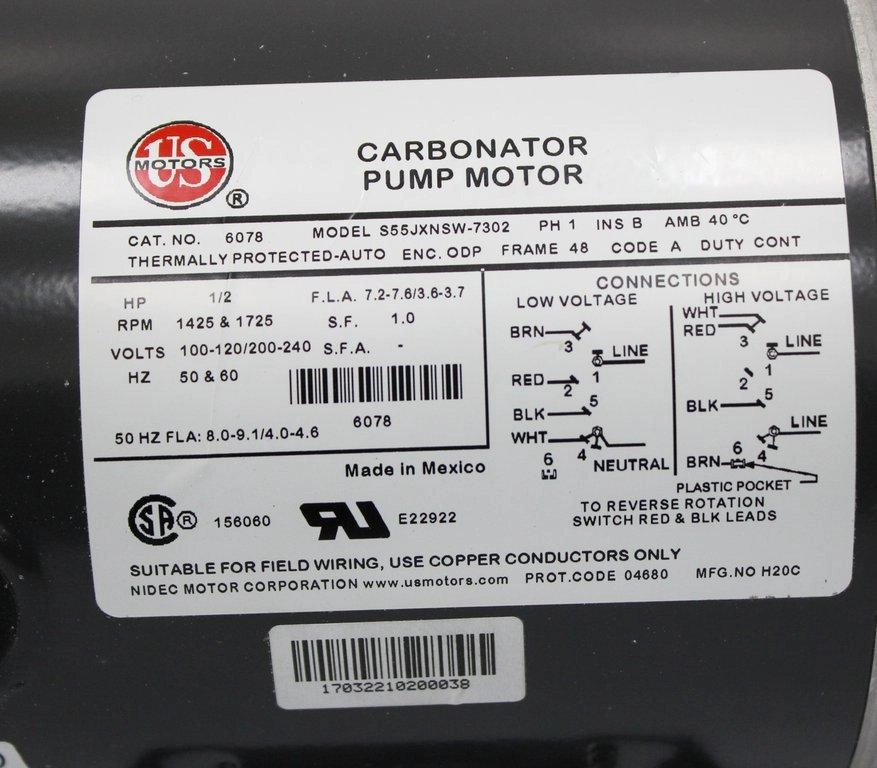 US
MOTORS
®
CARBONATOR
PUMP MOTOR
CAT. NO. 6078 MODEL S55JXNSW-7302 PH 1 INS B AMB 40 °C
THERMALLY PROTECTED-AUTO ENC. ODP FRAME 48 CODE A DUTY CONT
HP 1/2 F.L.A. 7.2-7.6/3.6-3.7
RPM 1425 & 1725 S.F. 1.0
VOLTS 100-120/200-240 S.F.A. -
HZ 50 & 60
6078
50 HZ FLA: 8.0-9.1/4.0-4.6
CONNECTIONS
LOW VOLTAGE
BRN
3
LINE
1
RED
2
5
BLK
WHT
4
NEUTRAL
6
HIGH VOLTAGE
WHT
RED
3
LINE
1
2
BLK
5
LINE
6
4
BRN
PLASTIC POCKET
TO REVERSE ROTATION
SWITCH RED & BLK LEADS
Made in Mexico
SA ® 156060 RU E22922
SUITABLE FOR FIELD WIRING, USE COPPER CONDUCTORS ONLY
NIDEC MOTOR CORPORATION www.usmotors.com PROT.CODE 04680 MFG.NO H20C
17032210200038